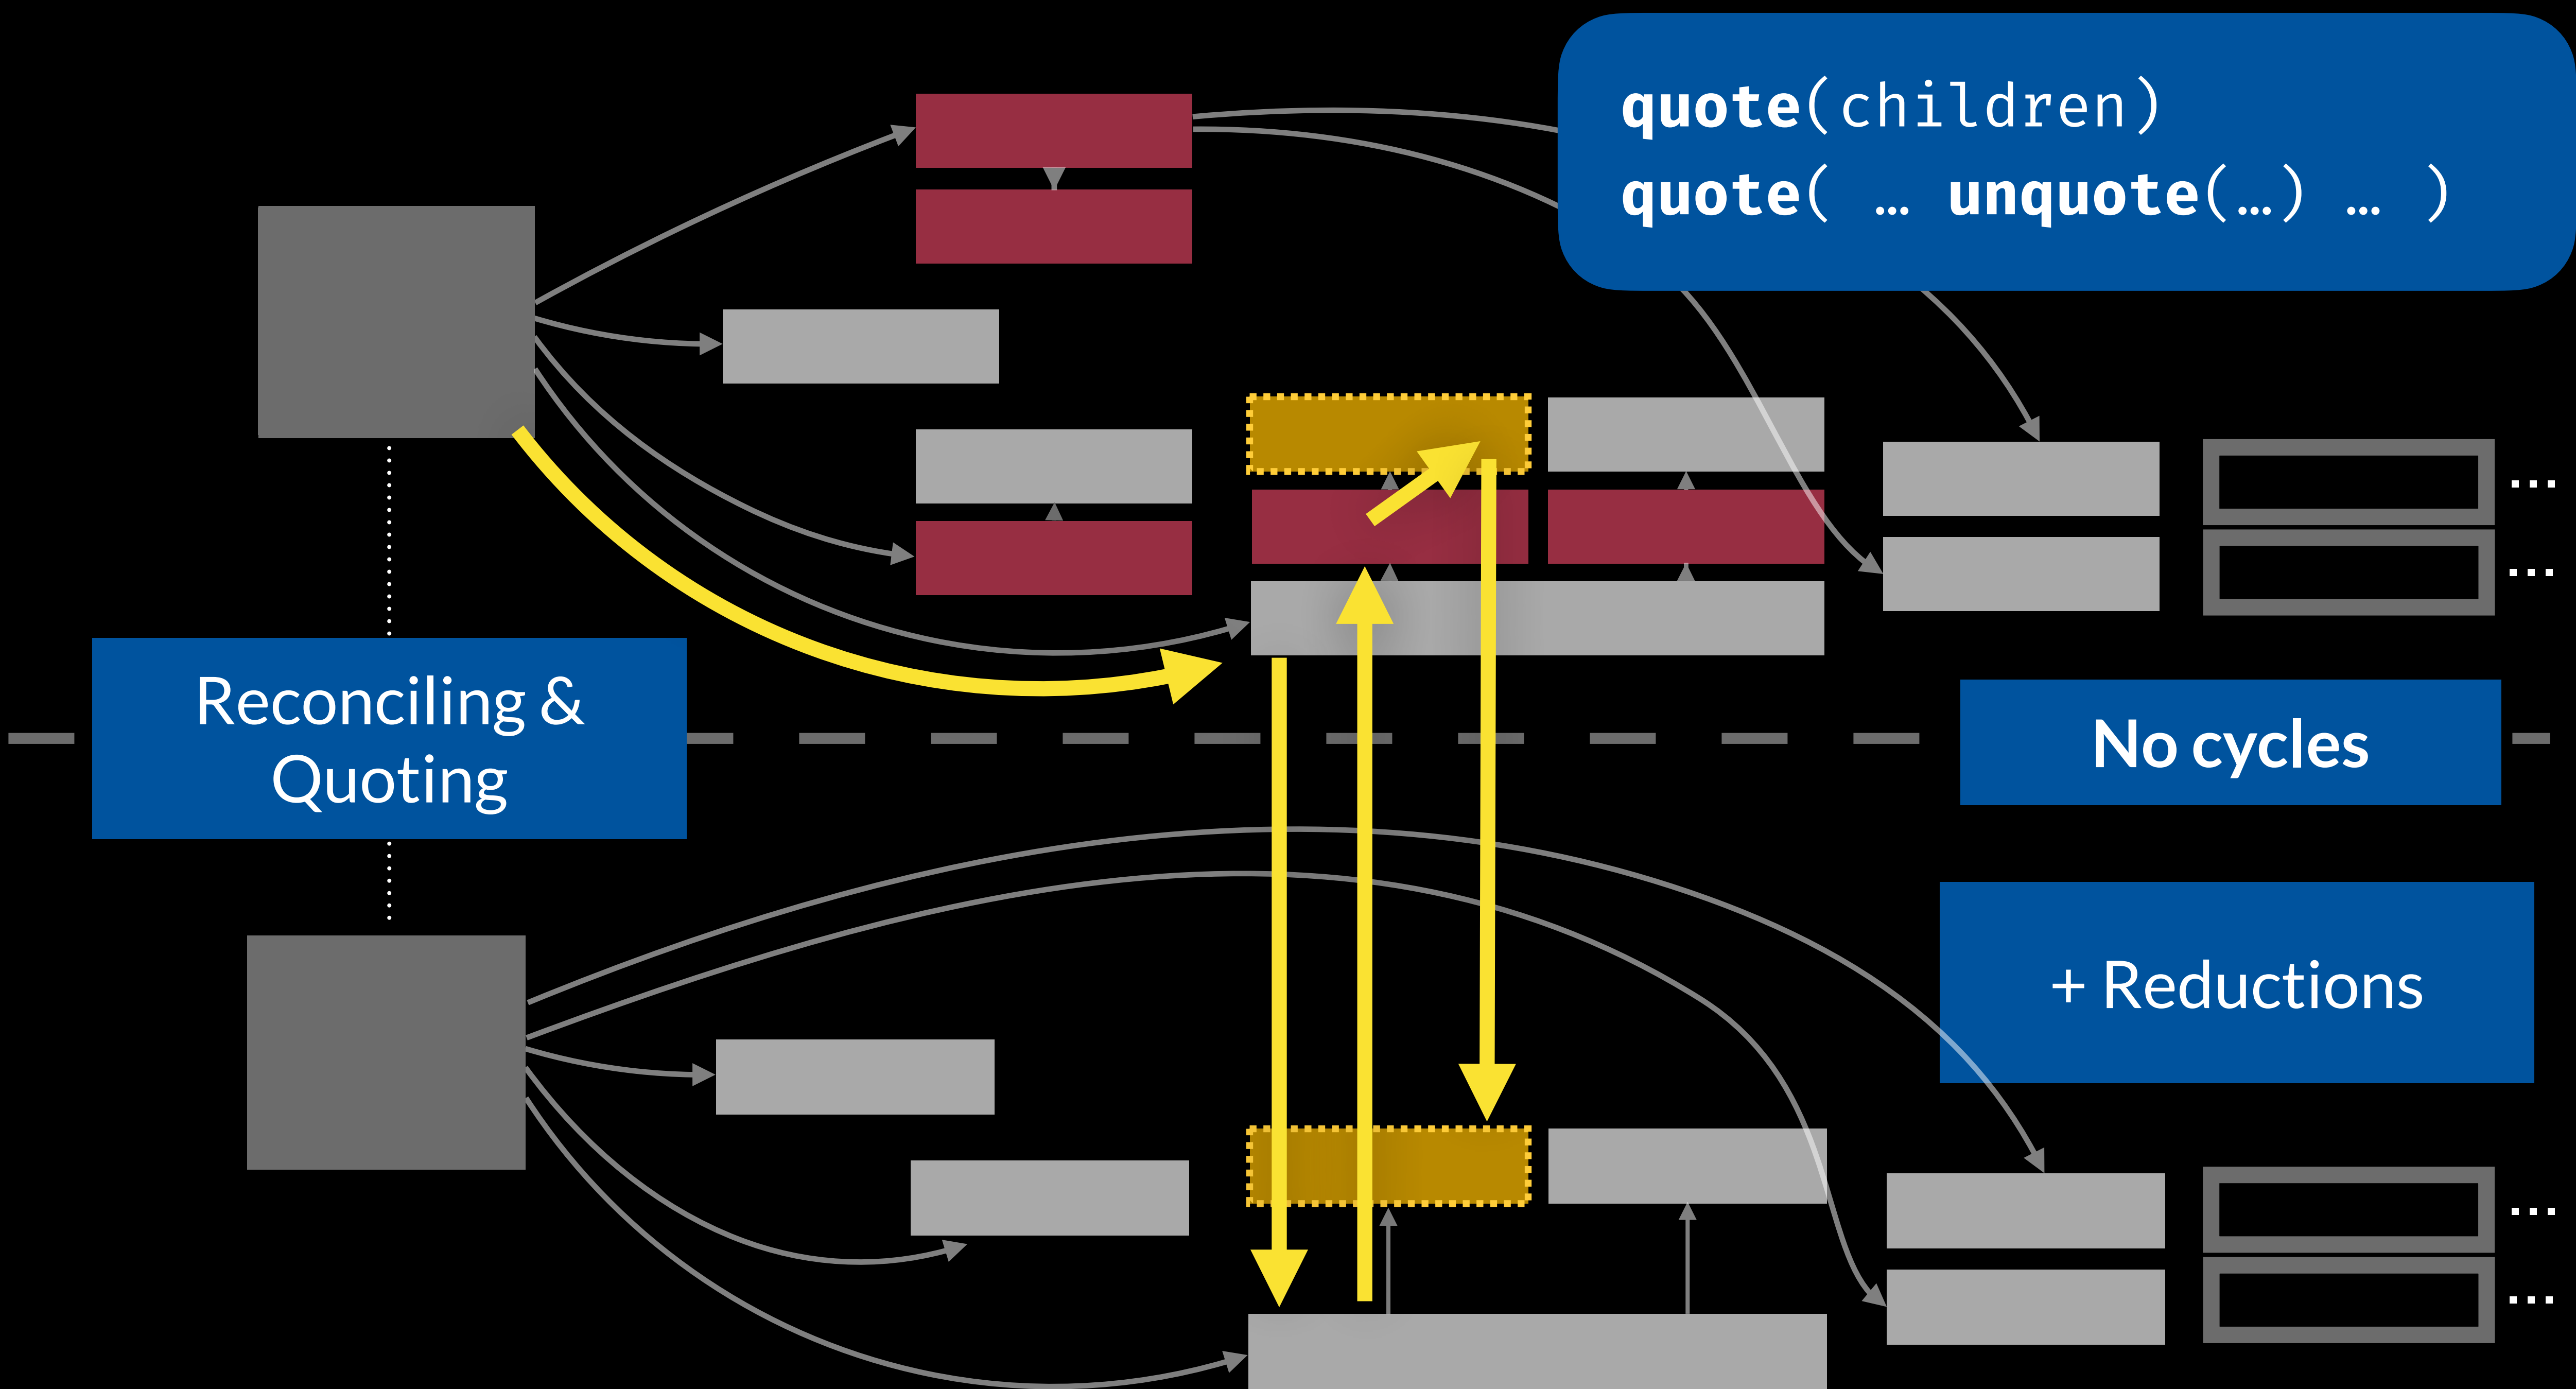 quote(children)
quote( … unquote(…) … )
…
…
Reconciling &
Quoting
No cycles
+ Reductions
…
…